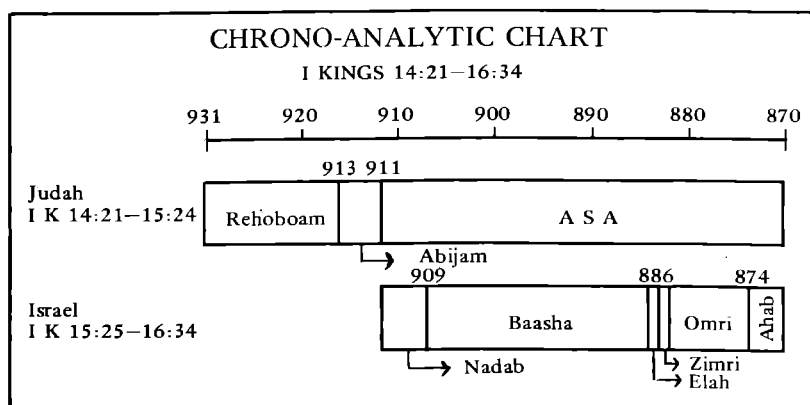 CHRONO-ANALYTIC CHART
I KINGS 14:21–16:34
931 920 910 900 890 880 870
913 911
Judah
I K 14:21–15:24
Rehoboam
A S A
Abijam
909 886 874
Israel
I K 15:25–16:34
Baasha
Omri
Ahab
Nadab
Zimri
Elah